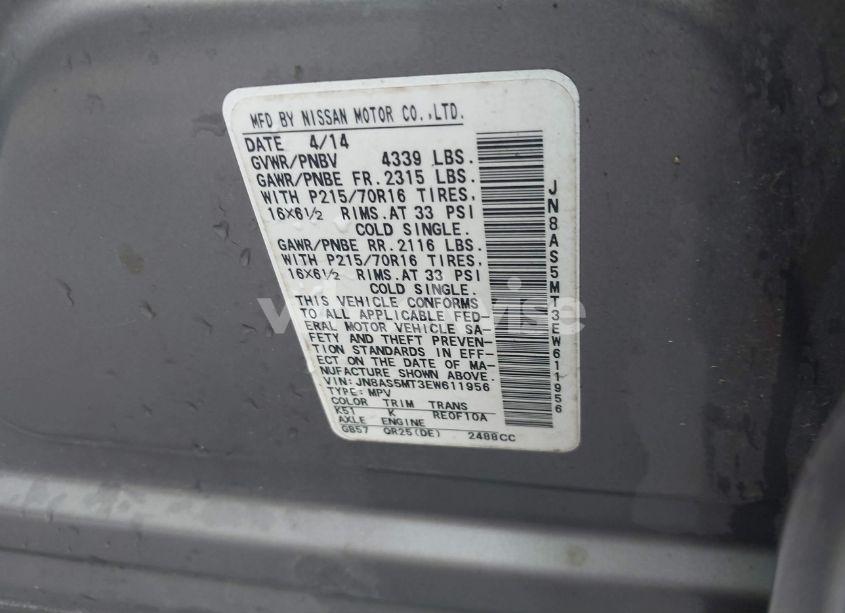 MFD BY NISSAN MOTOR CO.,LTD.
DATE 4/14
GVWR/PNBV 4339 LBS.
GAWR/PNBE FR. 2315 LBS.
WITH P215/70R16 TIRES.
16X6½ RIMS. AT 33 PSI
COLD SINGLE.
GAWR/PNBE RR. 2116 LBS.
WITH P215/70R16 TIRES.
16X6½ RIMS. AT 33 PSI
COLD SINGLE.
THIS VEHICLE CONFORMS
TO ALL APPLICABLE FED-
ERAL MOTOR VEHICLE SA-
FETY AND THEFT PREVEN-
TION STANDARDS IN EFF-
ECT ON THE DATE OF MA-
NUFACTURE SHOWN ABOVE.
VIN: JN8AS5MT3EW611956
TYPE: MPV
COLOR TRIM TRANS
K51 K RE0F10A
AXLE ENGINE
GB57 QR25(DE) 2488CC
JN8AS5MT3EW611956